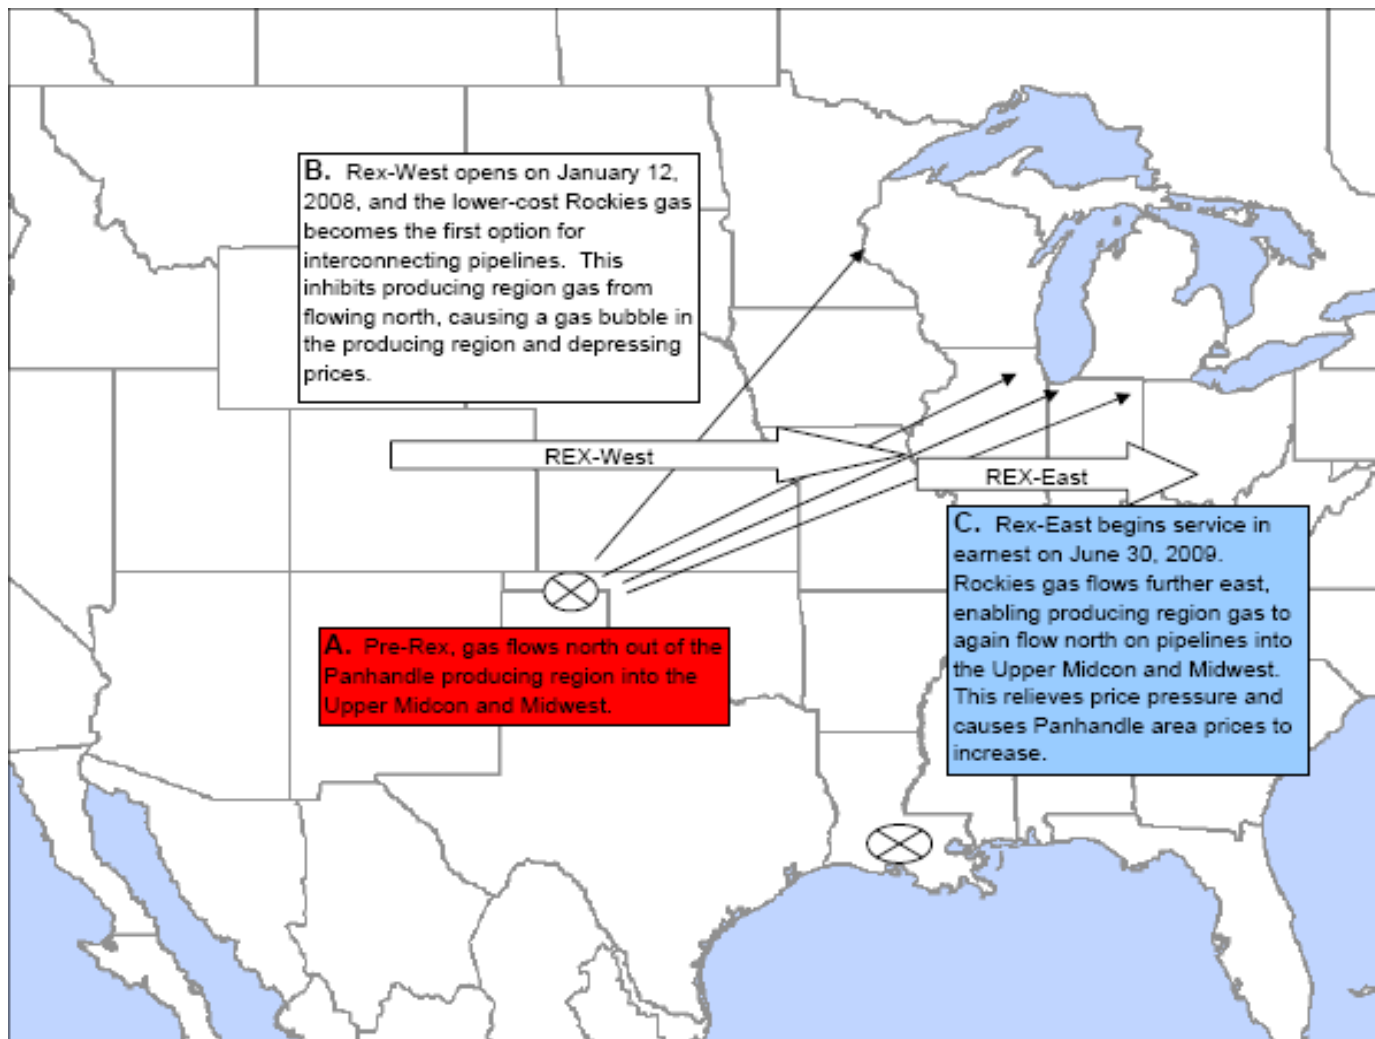 B. Rex-West opens on January 12,
2008, and the lower-cost Rockies gas
becomes the first option for
interconnecting pipelines. This
inhibits producing region gas from
flowing north, causing a gas bubble in
the producing region and depressing
prices.
REX-West
REX-East
C. Rex-East begins service in
earnest on June 30, 2009.
Rockies gas flows further east,
enabling producing region gas to
again flow north on pipelines into
the Upper Midcon and Midwest.
This relieves price pressure and
causes Panhandle area prices to
increase.
A. Pre-Rex, gas flows north out of the
Panhandle producing region into the
Upper Midcon and Midwest.